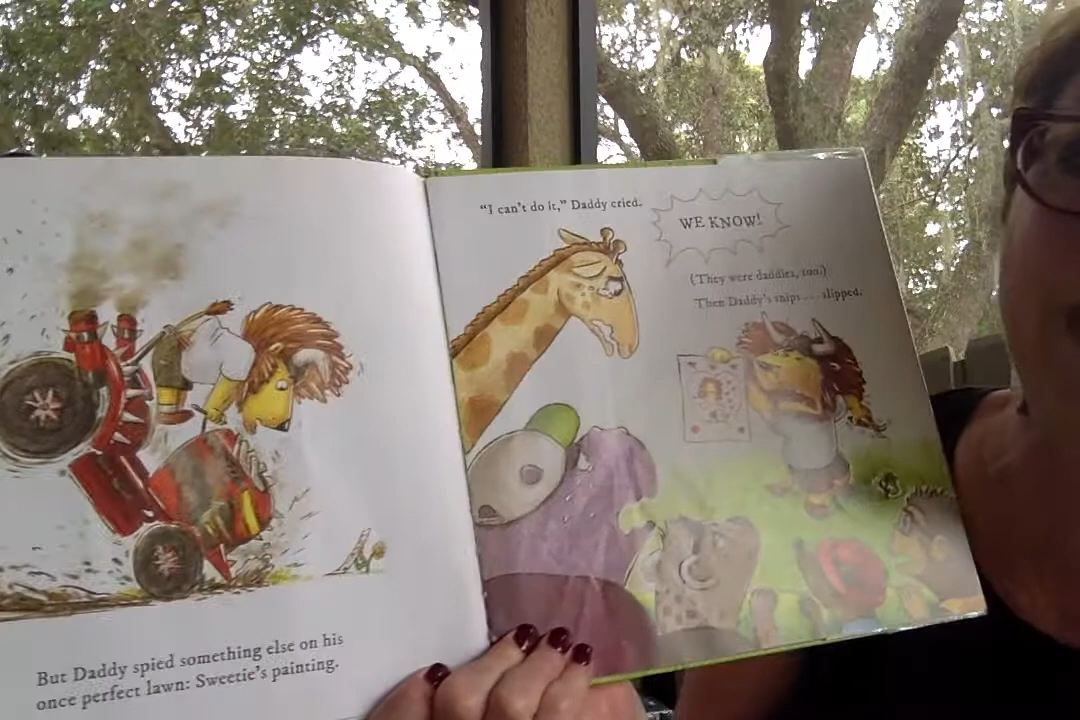 But Daddy spied something else on his
once perfect lawn: Sweetie's painting.
"I can't do it," Daddy cried.
WE KNOW!
(They were daddies, too.)
Then Daddy's snips . . . slipped.